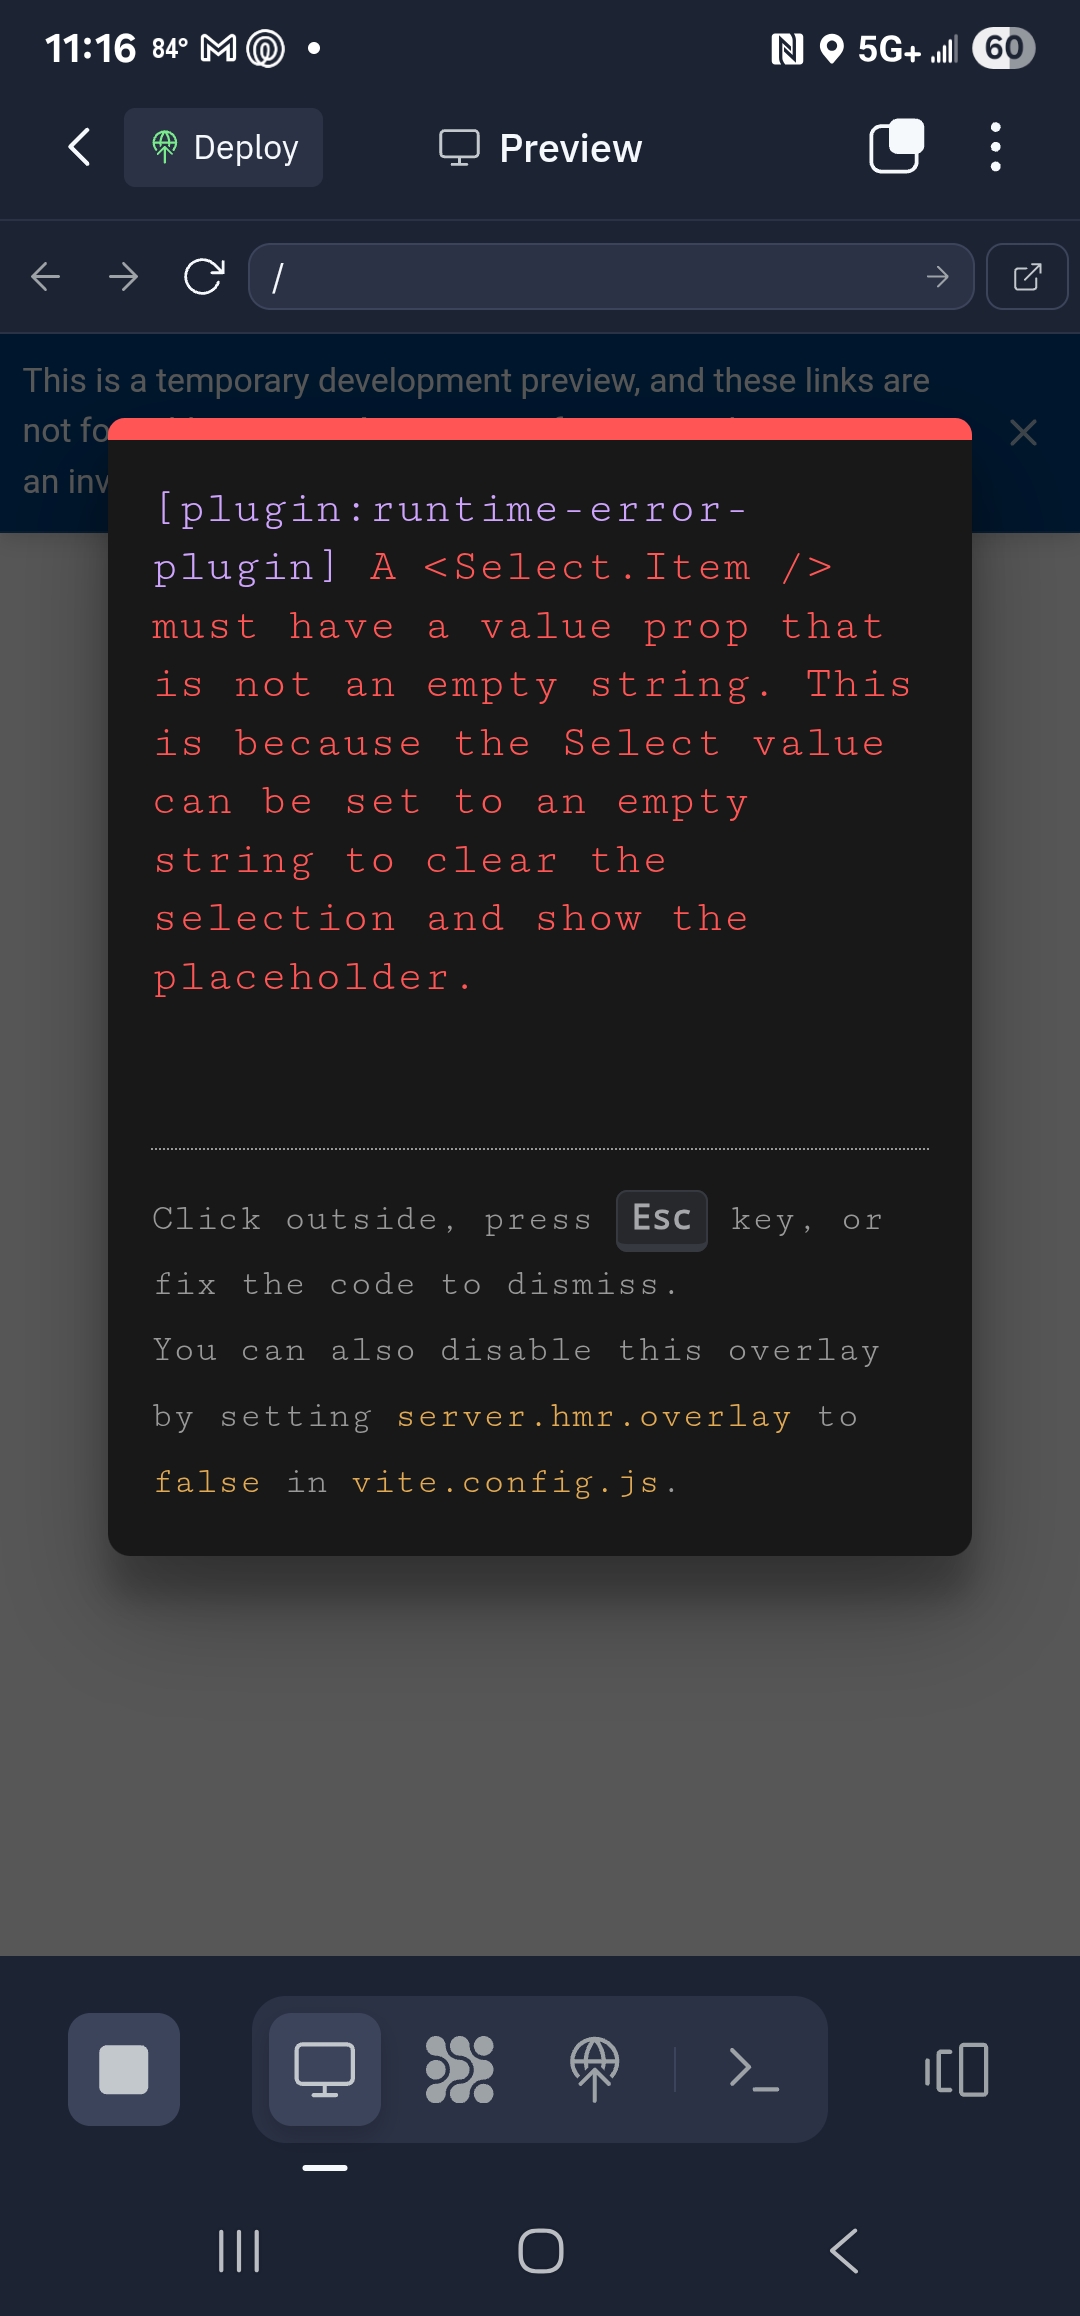 11:16 84° 5G+ 60
Deploy
Preview
/
This is a temporary development preview, and these links are
not fo
an inv
[plugin:runtime-error-
plugin] A <Select.Item />
must have a value prop that
is not an empty string. This
is because the Select value
can be set to an empty
string to clear the
selection and show the
placeholder.
Click outside, press Esc key, or
fix the code to dismiss.
You can also disable this overlay
by setting server.hmr.overlay to
false in vite.config.js.